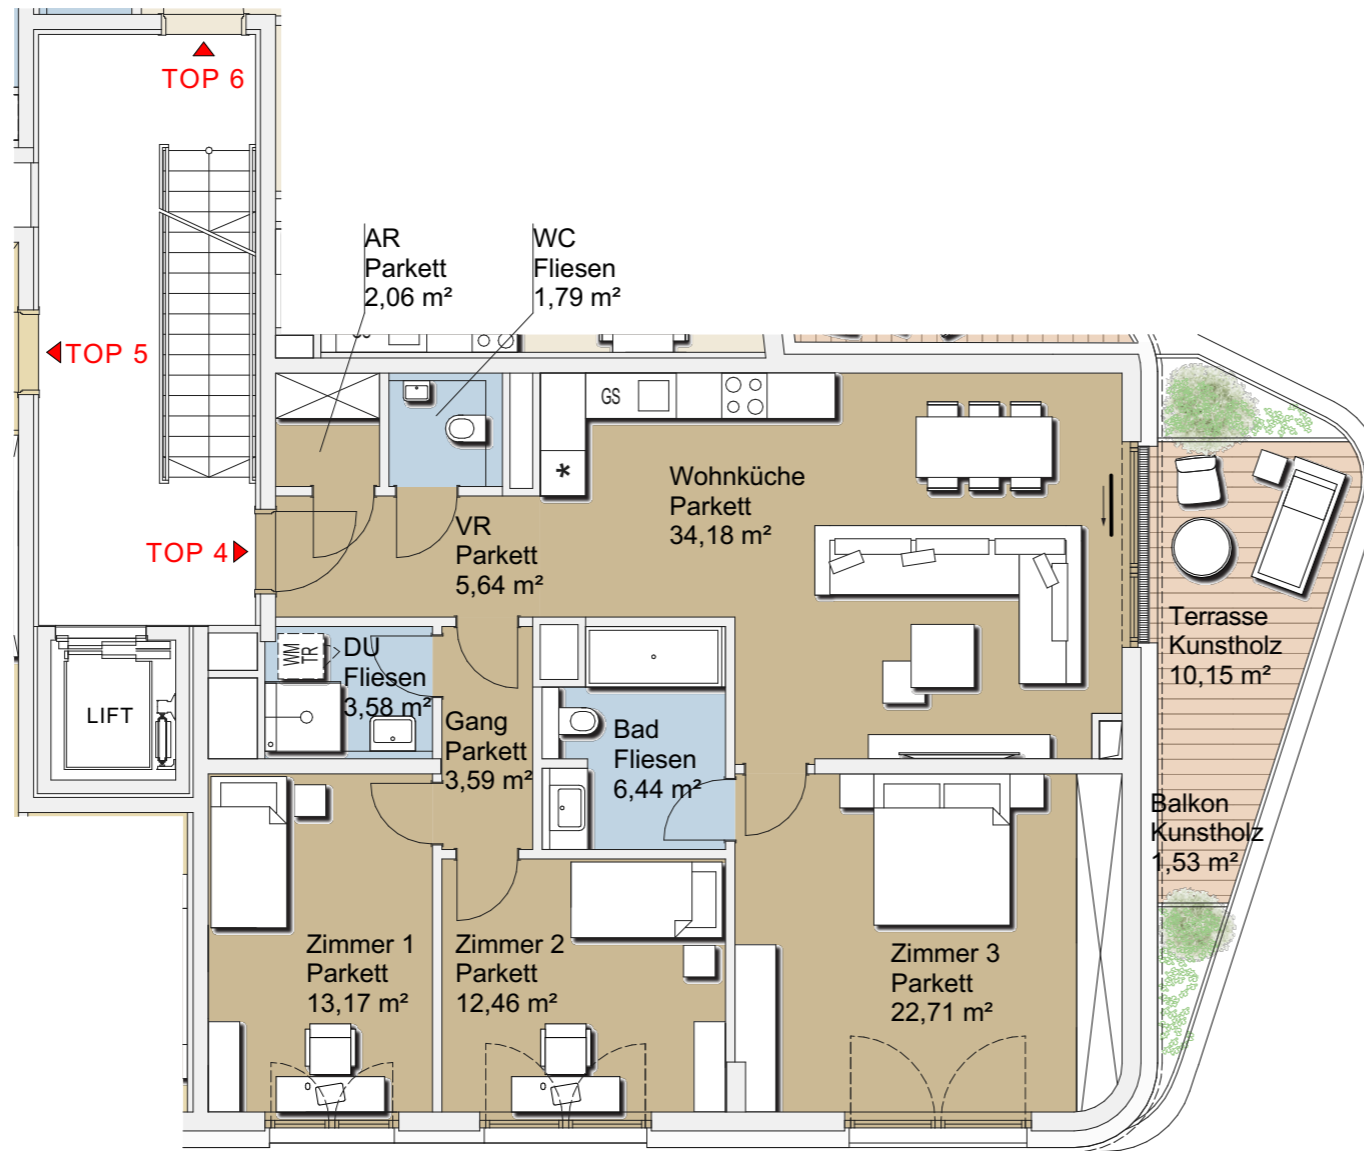 TOP 6
AR
Parkett
2,06 m²
WC
Fliesen
1,79 m²
TOP 5
GS
*
Wohnküche
Parkett
34,18 m²
VR
Parkett
5,64 m²
TOP 4
Terrasse
Kunstholz
10,15 m²
WM
TR
DU
Fliesen
3,58 m²
LIFT
Gang
Parkett
3,59 m²
Bad
Fliesen
6,44 m²
Balkon
Kunstholz
1,53 m²
Zimmer 1
Parkett
13,17 m²
Zimmer 2
Parkett
12,46 m²
Zimmer 3
Parkett
22,71 m²